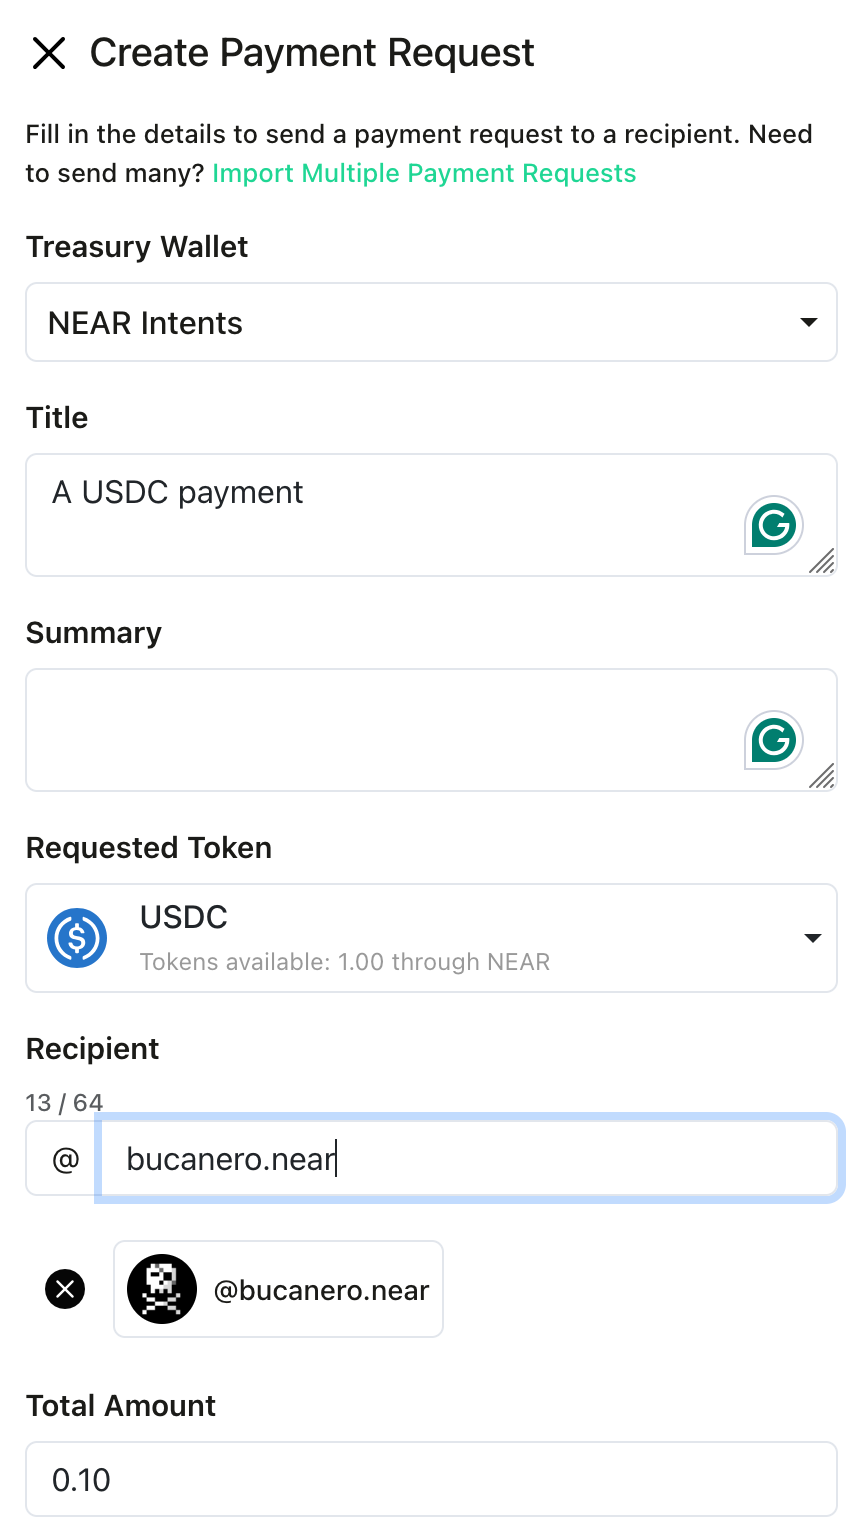 Create Payment Request
Fill in the details to send a payment request to a recipient. Need
to send many? Import Multiple Payment Requests
Treasury Wallet
NEAR Intents
Title
A USDC payment
Summary
Requested Token
USDC
Tokens available: 1.00 through NEAR
Recipient
13 / 64
@ bucanero.near
@bucanero.near
Total Amount
0.10